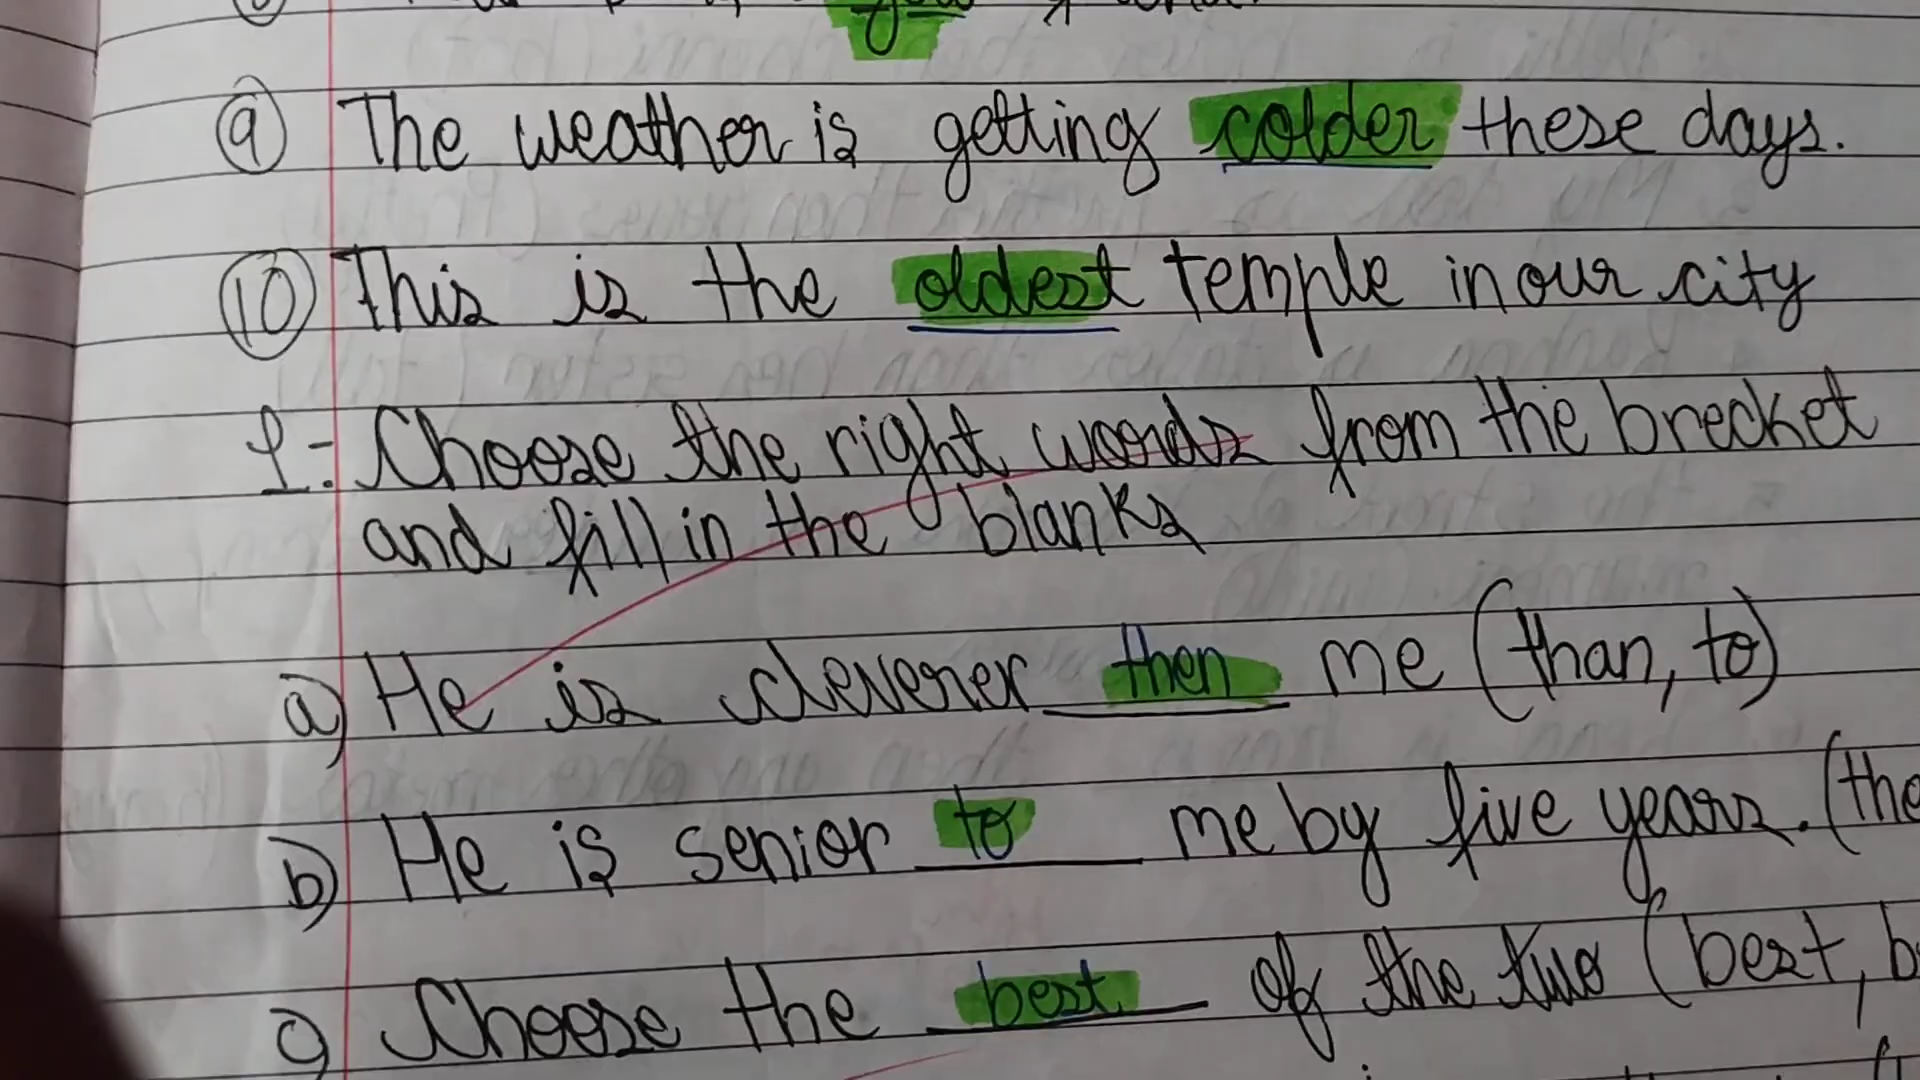 ⑨ The weather is getting colder these days.
⑩ This is the oldest temple in our city
f - Choose the right words from the brecket
and fill in the blanks
a) He is cleverer then me (than, to)
b) He is senior to me by five years. (the
c) Choose the best of the two (best, b